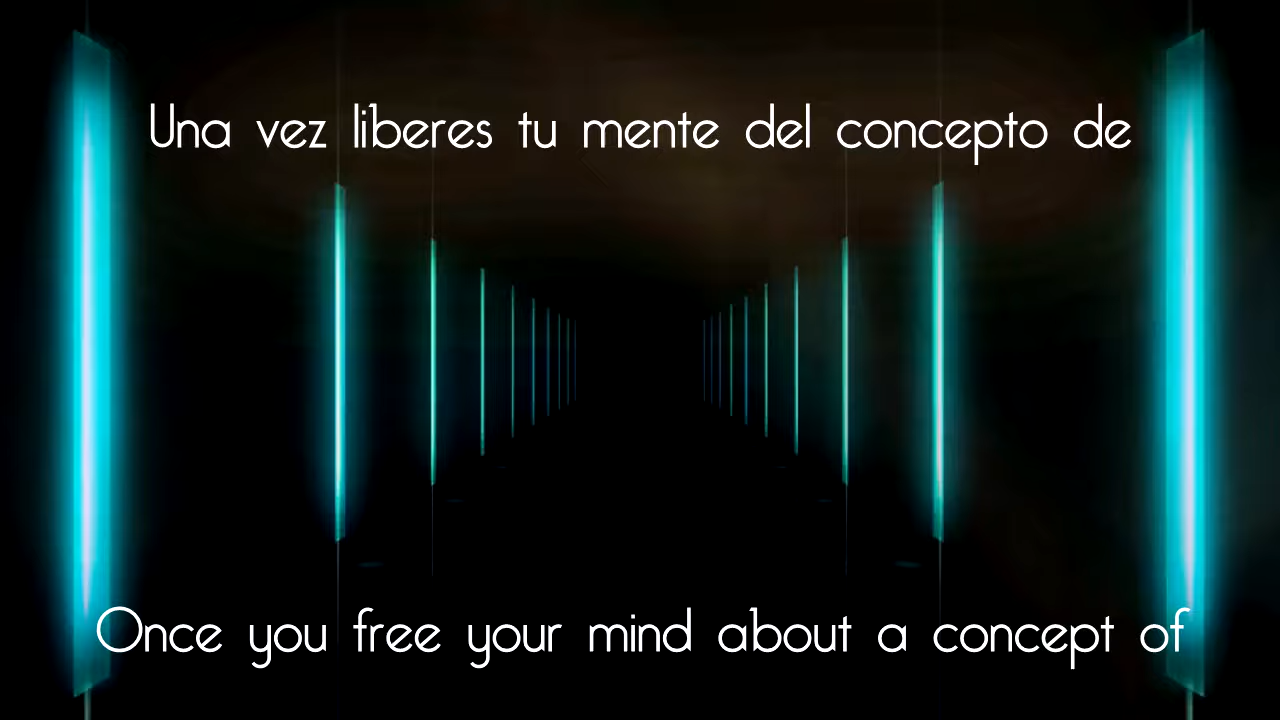 Una vez liberes tu mente del concepto de
Once you free your mind about a concept of